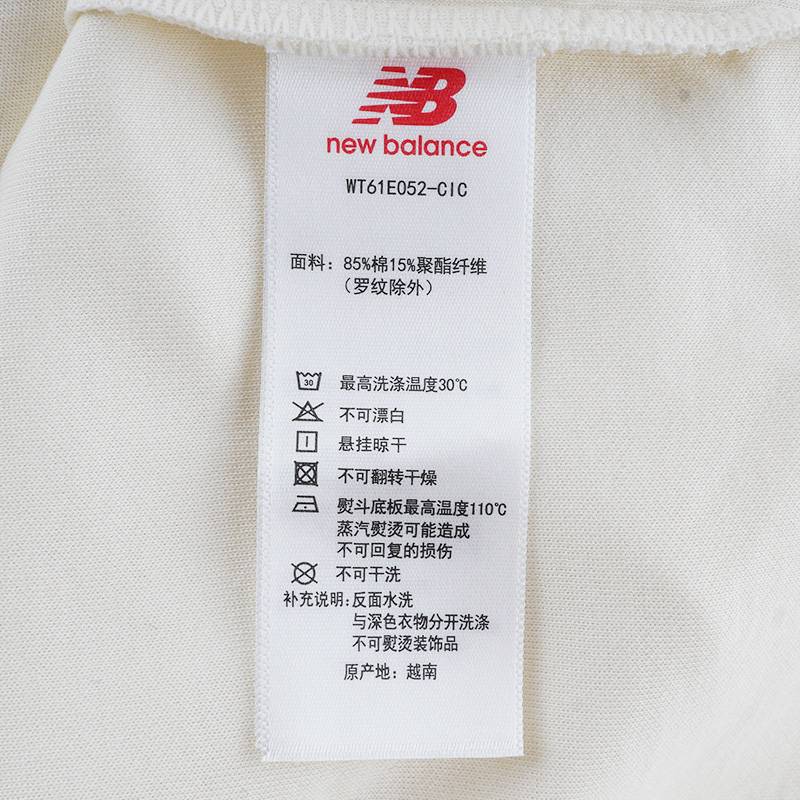 NB
new balance
WT61E052-CIC
面料：85%棉15%聚酯纤维
（罗纹除外）
30
最高洗涤温度30℃
不可漂白
悬挂晾干
不可翻转干燥
熨斗底板最高温度110℃
蒸汽熨烫可能造成
不可回复的损伤
不可干洗
补充说明:反面水洗
与深色衣物分开洗涤
不可熨烫装饰品
原产地：越南